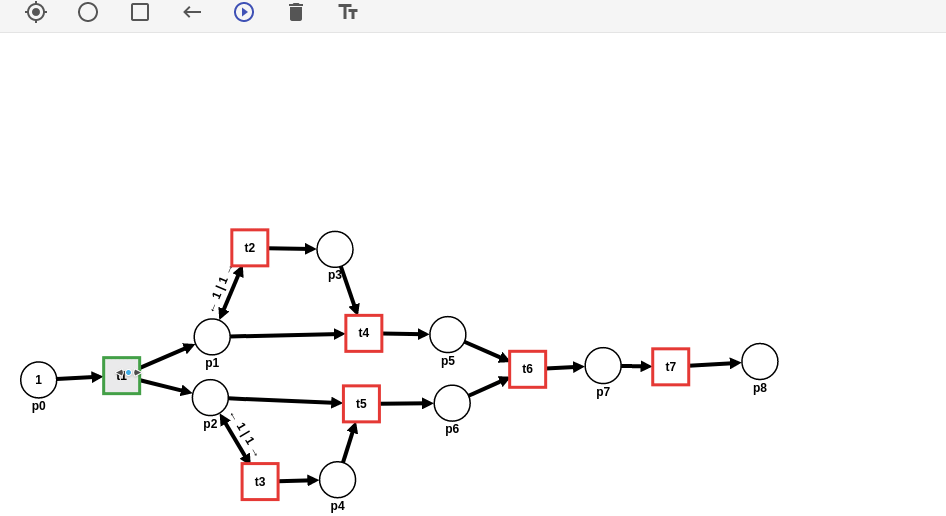 t2
p3
← 1 | 1 →
t4
p1
p5
1
t1
p0
t6
t7
p7
p8
p2
t5
p6
← 1 | 1 →
t3
p4